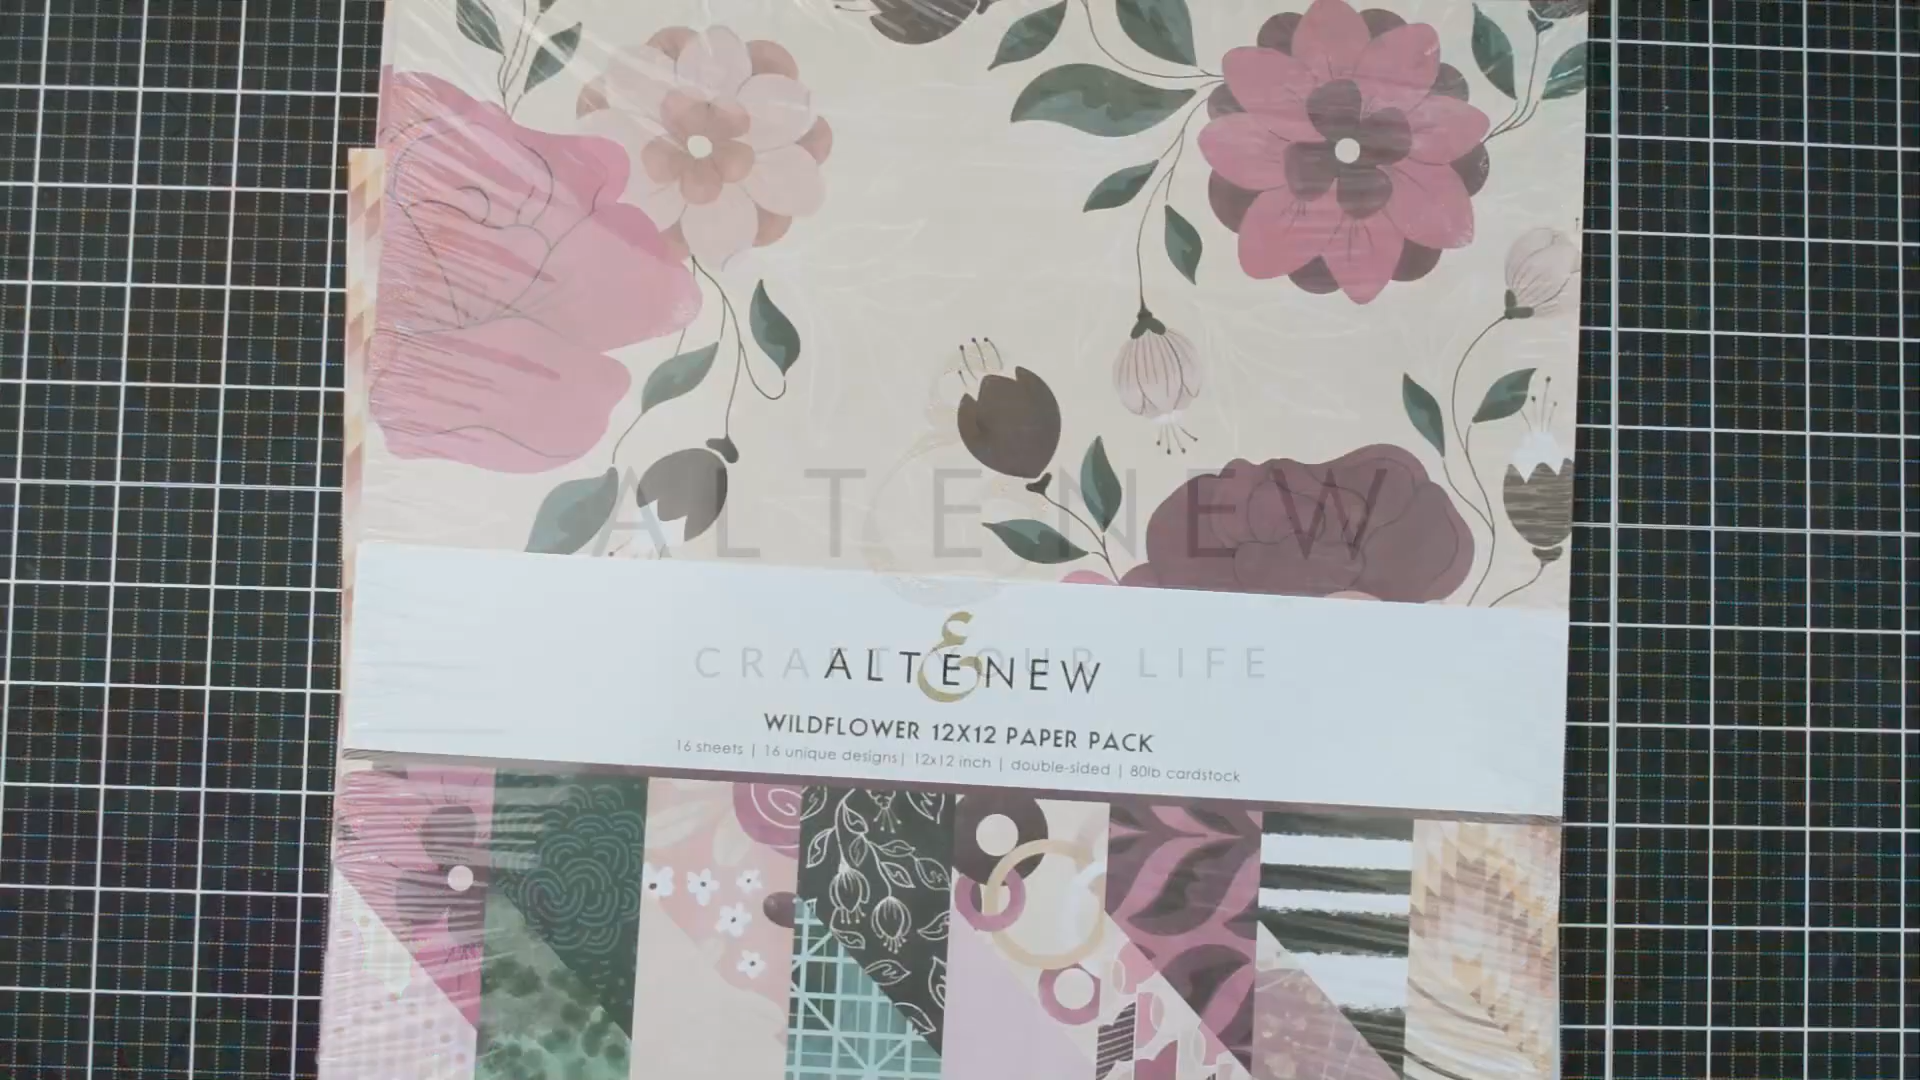 ALTENEW
CRAFT YOUR LIFE
ALTENEW
WILDFLOWER 12X12 PAPER PACK
16 sheets | 16 unique designs| 12x12 inch | double-sided | 80lb cardstock